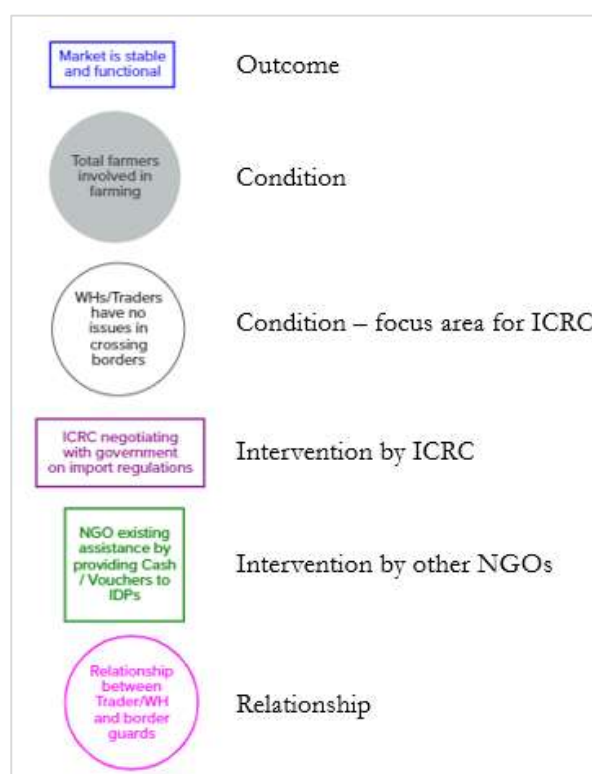 Market is stable
and functional
Outcome
Total farmers
involved in
farming
Condition
WHs/Traders
have no
issues in
crossing
borders
Condition – focus area for ICRC
ICRC negotiating
with government
on import regulations
Intervention by ICRC
NGO existing
assistance by
providing Cash
/ Vouchers to
IDPs
Intervention by other NGOs
Relationship
between
Trader/WH
and border
guards
Relationship